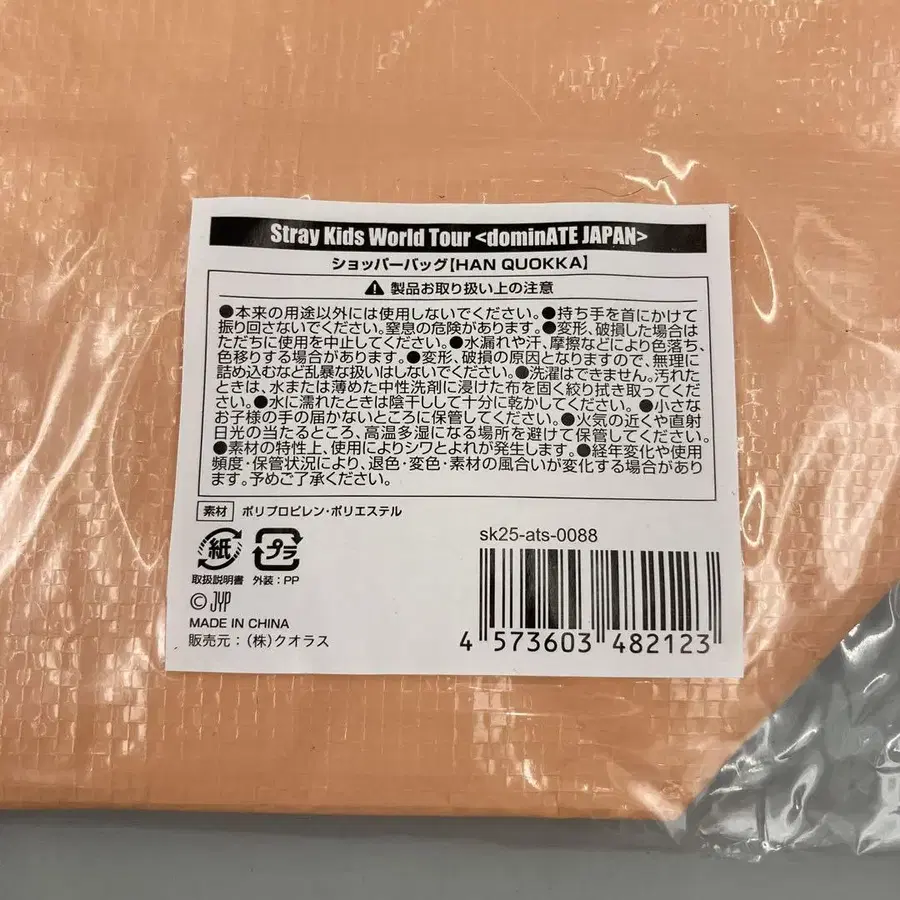 Stray Kids World Tour <dominATE JAPAN>
ショッパーバッグ【HAN QUOKKA】
製品お取り扱い上の注意
●本来の用途以外には使用しないでください。●持ち手を首にかけて
振り回さないでください。窒息の危険があります。●変形、破損した場合は
ただちに使用を中止してください。●水漏れや汗、摩擦などにより色落ち、
色移りする場合があります。●変形、破損の原因となりますので、無理に
詰め込むなど乱暴な扱いはしないでください。●洗濯はできません。汚れた
ときは、水または薄めた中性洗剤に浸けた布を固く絞り拭き取ってくだ
さい。●水に濡れたときは陰干しして十分に乾かしてください。●小さな
お子様の手の届かないところに保管してください。●火気の近くや直射
日光の当たるところ、高温多湿になる場所を避けて保管してください。
●素材の特性上、使用によりシワとよれが発生します。●経年変化や使用
頻度・保管状況により、退色・変色・素材の風合いが変化する場合があり
ます。予めご了承ください。
素材 ポリプロピレン・ポリエステル
紙 プラ
取扱説明書 外装：PP
© JYP
MADE IN CHINA
販売元：(株)クオラス
sk25-ats-0088
4 573603 482123